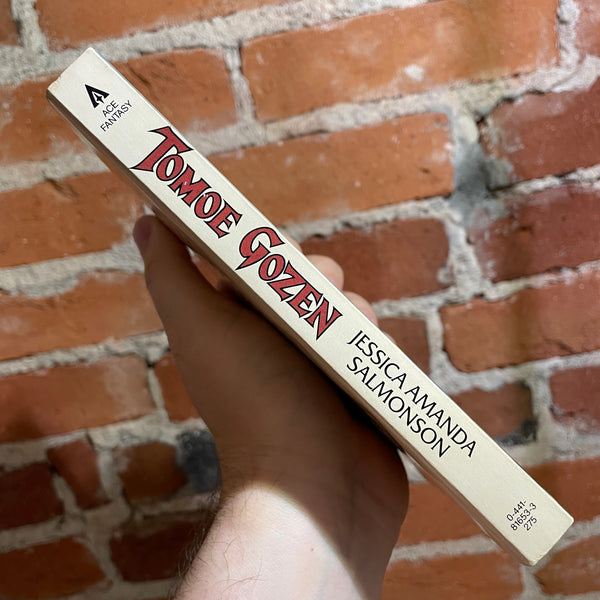 ACE
FANTASY
TOMOE GOZEN
JESSICA AMANDA
SALMONSON
0-441-
81653-3
275